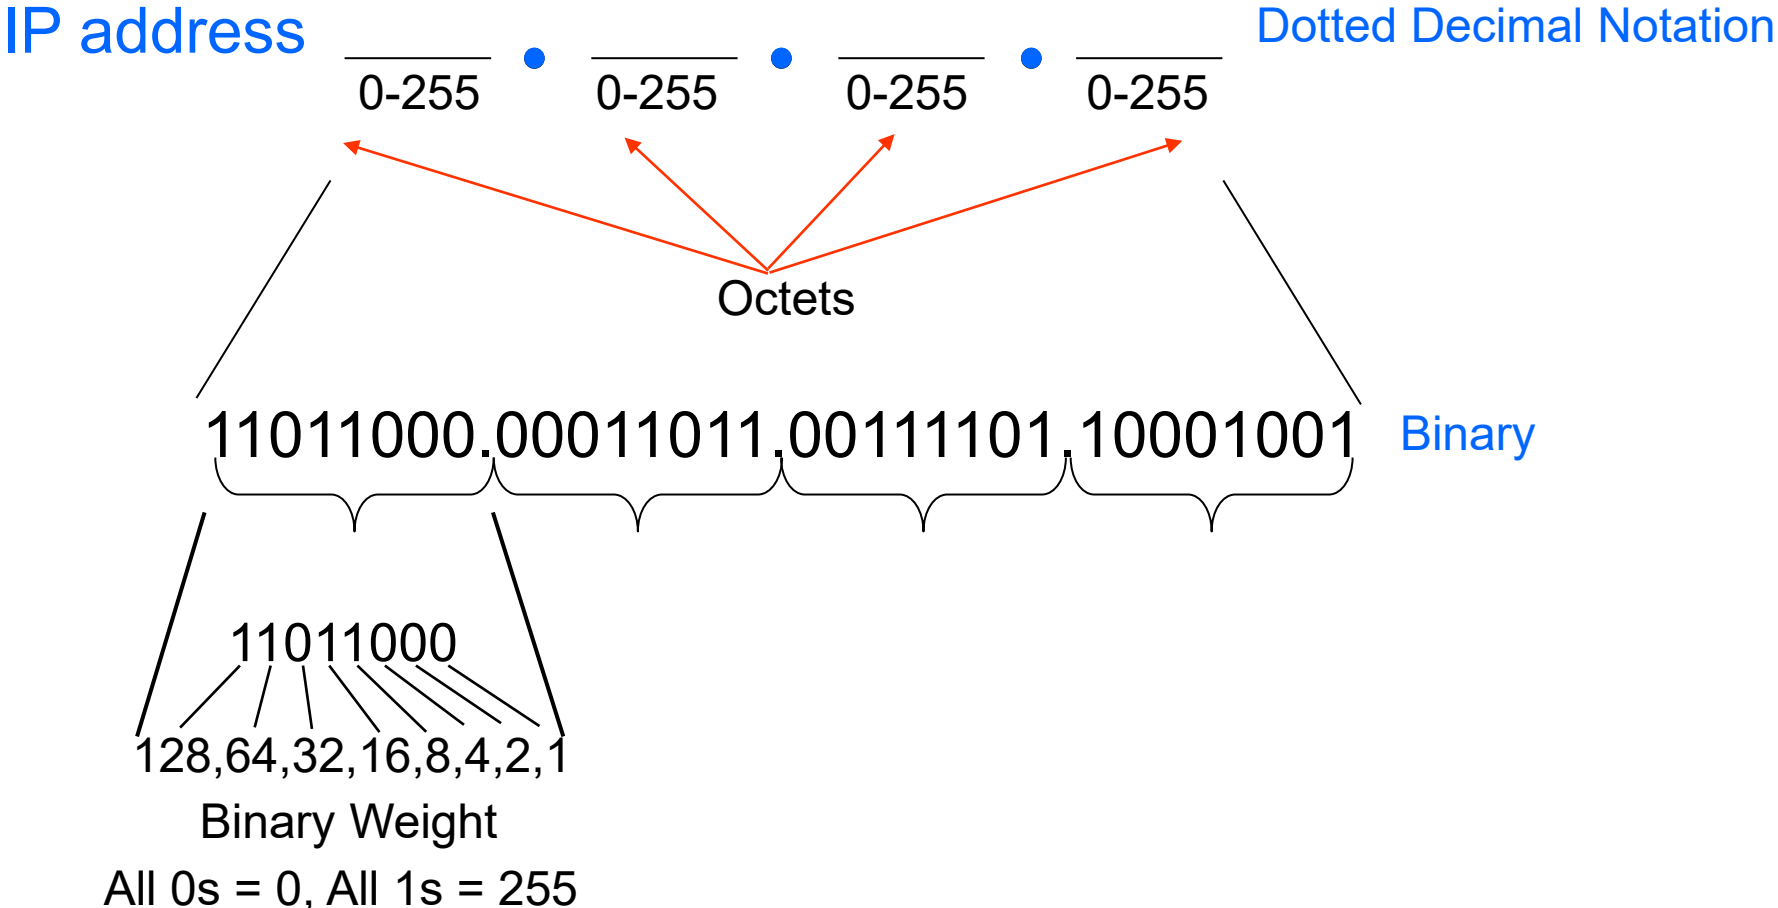 IP address
Dotted Decimal Notation
0-255 0-255 0-255 0-255
Octets
11011000.00011011.00111101.10001001 Binary
11011000
128,64,32,16,8,4,2,1
Binary Weight
All 0s = 0, All 1s = 255